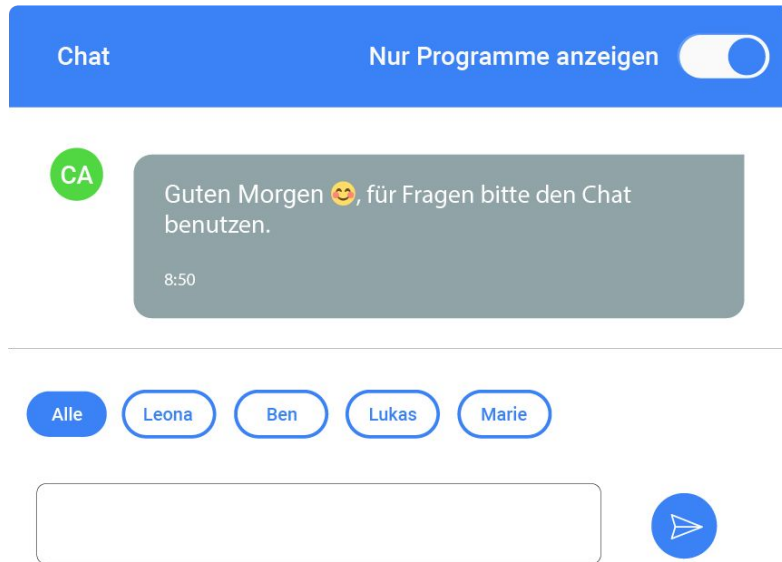 Chat
Nur Programme anzeigen
CA
Guten Morgen 😊, für Fragen bitte den Chat
benutzen.
8:50
Alle
Leona
Ben
Lukas
Marie